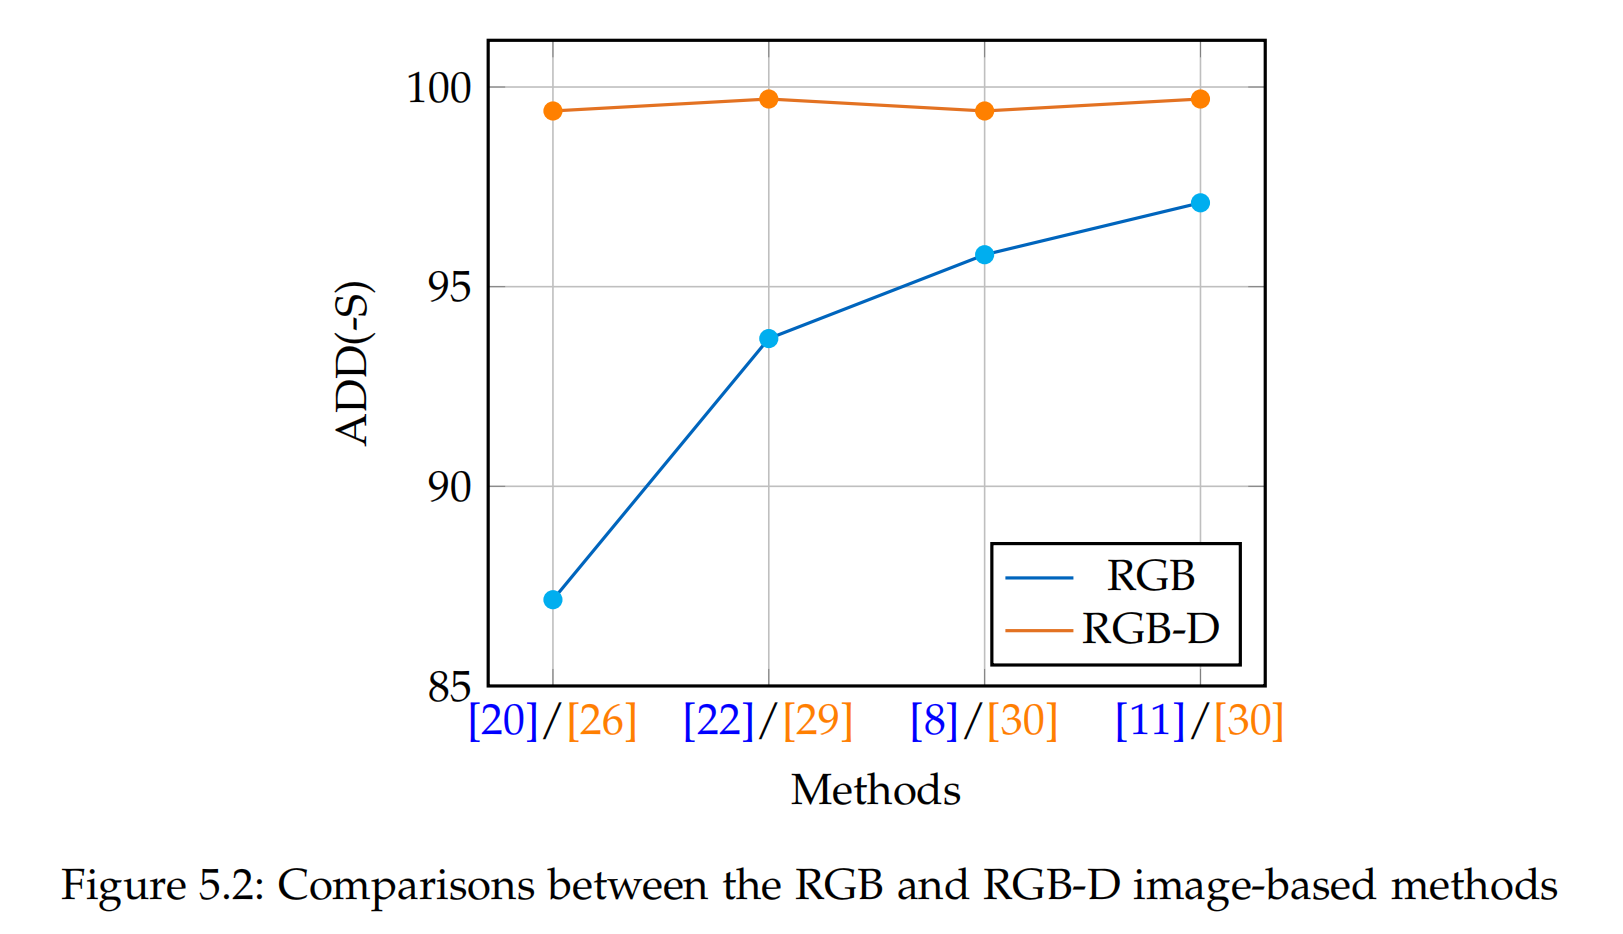 100
95
90
85
ADD(-S)
RGB
RGB-D
[20]/[26] [22]/[29] [8]/[30] [11]/[30]
Methods
Figure 5.2: Comparisons between the RGB and RGB-D image-based methods